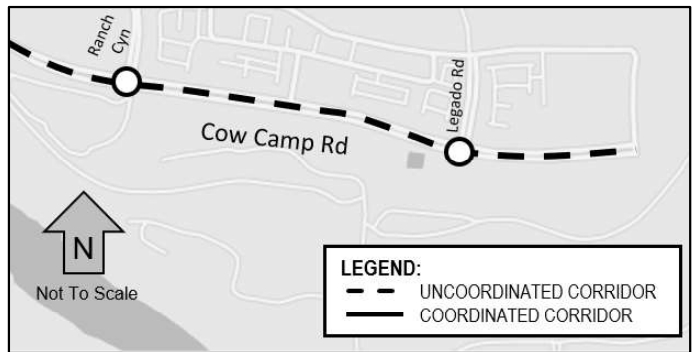 Ranch
Cyn
Legado Rd
Cow Camp Rd
N
Not To Scale
LEGEND:
UNCOORDINATED CORRIDOR
COORDINATED CORRIDOR